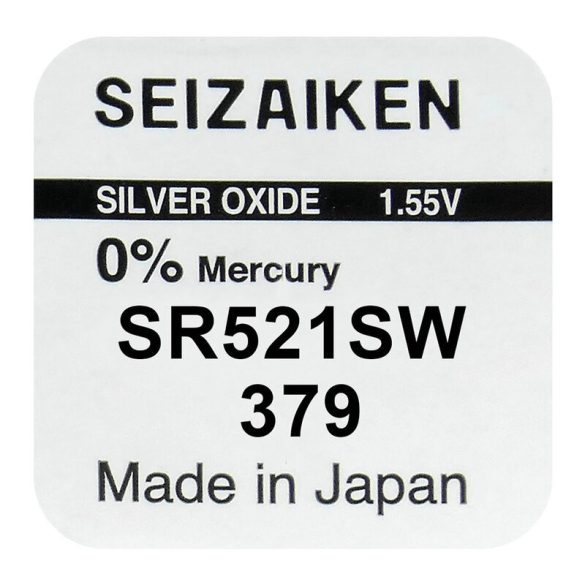 SEIZAIKEN
SILVER OXIDE 1.55V
0% Mercury
SR521SW
379
Made in Japan